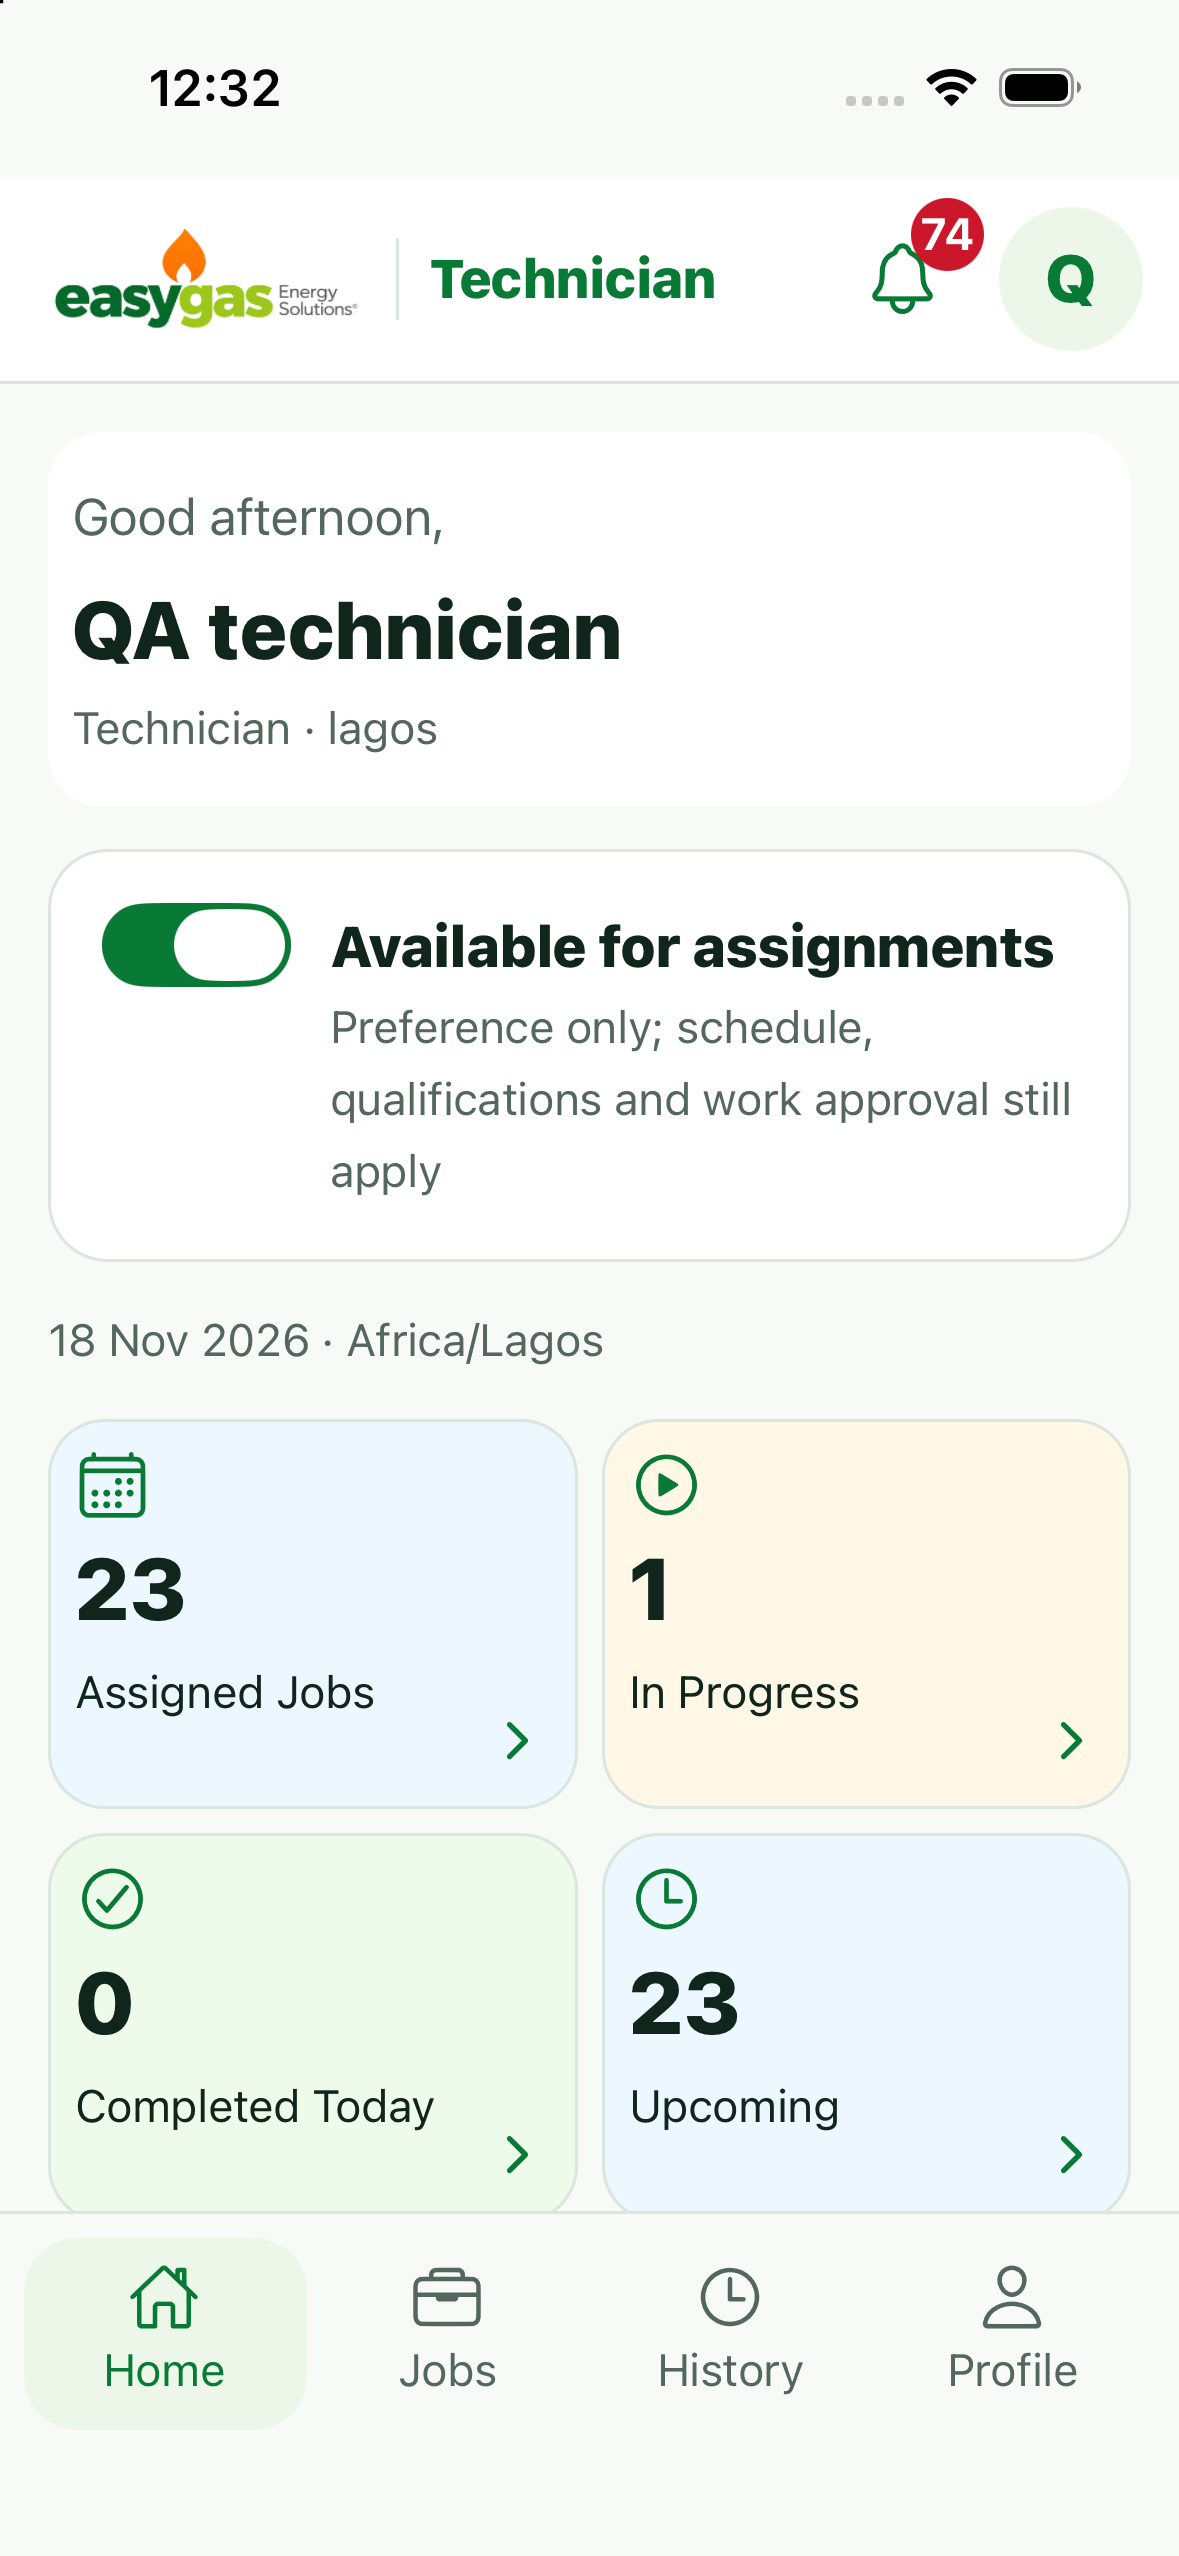 12:32
easygas Energy Solutions®
Technician
74
Q
Good afternoon,
QA technician
Technician · lagos
Available for assignments
Preference only; schedule,
qualifications and work approval still
apply
18 Nov 2026 · Africa/Lagos
23
Assigned Jobs
1
In Progress
0
Completed Today
23
Upcoming
Home
Jobs
History
Profile